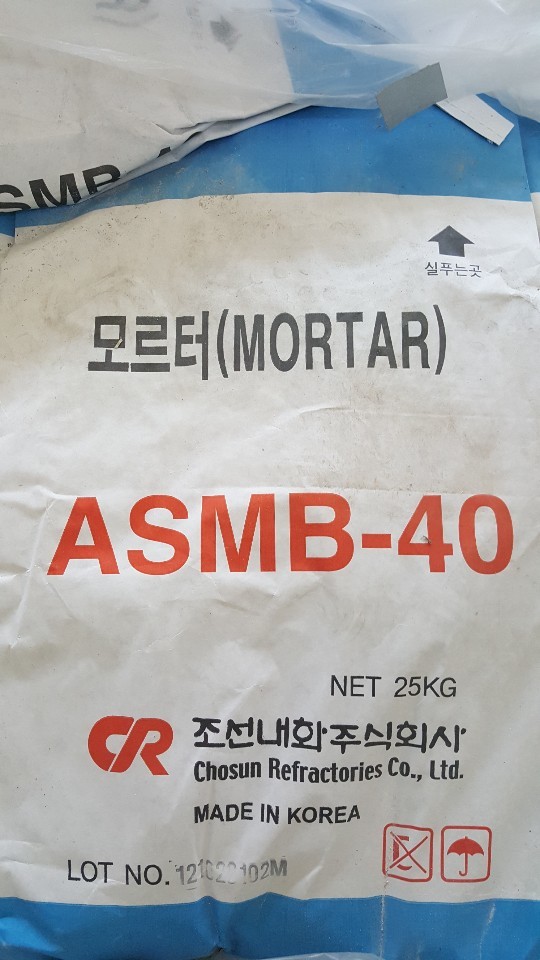 실푸는곳
모르터(MORTAR)
ASMB-40
NET 25KG
CR 조선내화주식회사
Chosun Refractories Co., Ltd.
MADE IN KOREA
LOT NO.